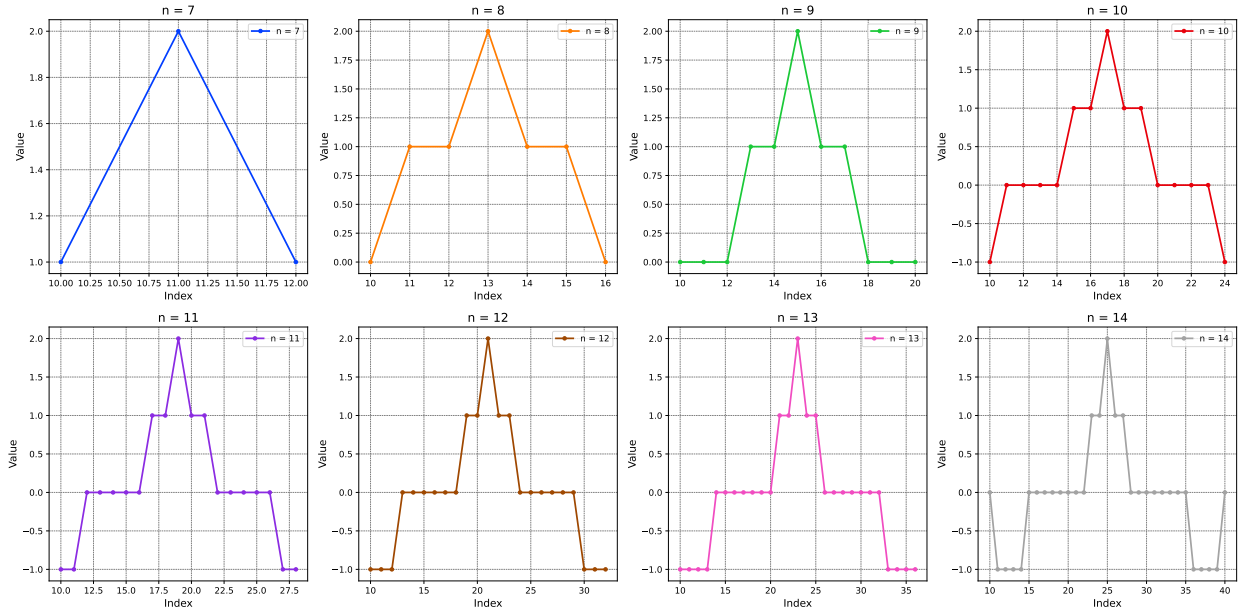 n = 7
n = 7
2.0
1.8
1.6
1.4
1.2
1.0
Value
10.00 10.25 10.50 10.75 11.00 11.25 11.50 11.75 12.00
Index
n = 8
n = 8
2.00
1.75
1.50
1.25
1.00
0.75
0.50
0.25
0.00
Value
10 11 12 13 14 15 16
Index
n = 9
n = 9
2.00
1.75
1.50
1.25
1.00
0.75
0.50
0.25
0.00
Value
10 12 14 16 18 20
Index
n = 10
n = 10
2.0
1.5
1.0
0.5
0.0
−0.5
−1.0
Value
10 12 14 16 18 20 22 24
Index
n = 11
n = 11
2.0
1.5
1.0
0.5
0.0
−0.5
−1.0
Value
10.0 12.5 15.0 17.5 20.0 22.5 25.0 27.5
Index
n = 12
n = 12
2.0
1.5
1.0
0.5
0.0
−0.5
−1.0
Value
10 15 20 25 30
Index
n = 13
n = 13
2.0
1.5
1.0
0.5
0.0
−0.5
−1.0
Value
10 15 20 25 30 35
Index
n = 14
n = 14
2.0
1.5
1.0
0.5
0.0
−0.5
−1.0
Value
10 15 20 25 30 35 40
Index